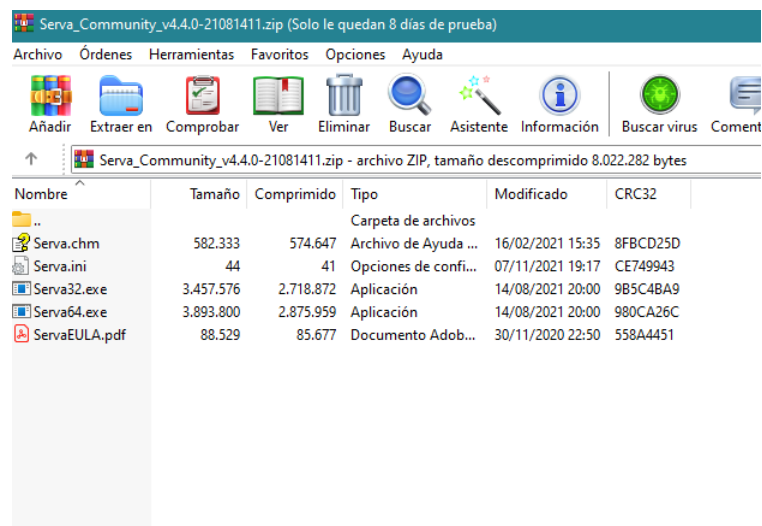 Serva_Community_v4.4.0-21081411.zip (Solo le quedan 8 días de prueba)
Archivo Órdenes Herramientas Favoritos Opciones Ayuda
Añadir Extraer en Comprobar Ver Eliminar Buscar Asistente Información Buscar virus Coment
Serva_Community_v4.4.0-21081411.zip - archivo ZIP, tamaño descomprimido 8.022.282 bytes
Nombre Tamaño Comprimido Tipo Modificado CRC32
.. Carpeta de archivos
Serva.chm 582.333 574.647 Archivo de Ayuda ... 16/02/2021 15:35 8FBCD25D
Serva.ini 44 41 Opciones de confi... 07/11/2021 19:17 CE749943
Serva32.exe 3.457.576 2.718.872 Aplicación 14/08/2021 20:00 9B5C4BA9
Serva64.exe 3.893.800 2.875.959 Aplicación 14/08/2021 20:00 980CA26C
ServaEULA.pdf 88.529 85.677 Documento Adob... 30/11/2020 22:50 558A4451